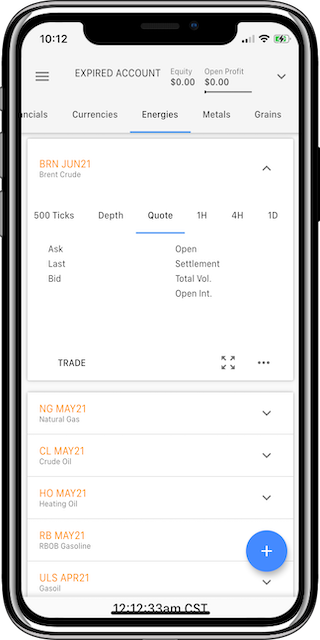 10:12
EXPIRED ACCOUNT Equity Open Profit
$0.00 $0.00
ncials Currencies Energies Metals Grains
BRN JUN21
Brent Crude
500 Ticks Depth Quote 1H 4H 1D
Ask Open
Last Settlement
Bid Total Vol.
Open Int.
TRADE
NG MAY21
Natural Gas
CL MAY21
Crude Oil
HO MAY21
Heating Oil
RB MAY21
RBOB Gasoline
ULS APR21
Gasoil
12:12:33am CST